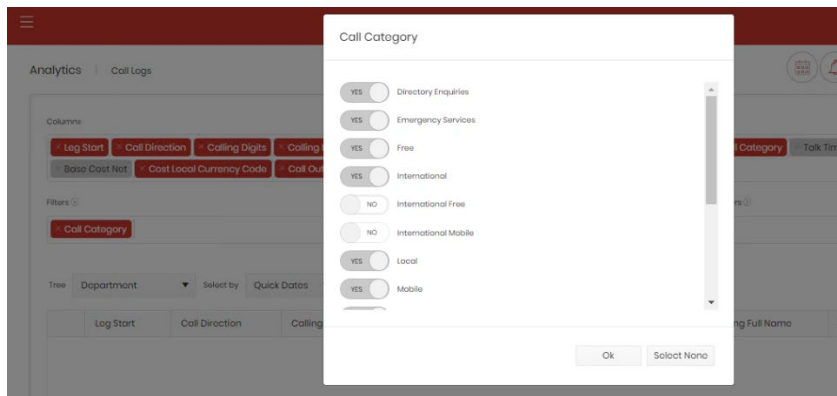 Call Category
Analytics Call Logs
YES Directory Enquiries
Columns
YES Emergency Services
× Log Start × Call Direction × Calling Digits × Calling Category × Talk Tim
YES Free
× Base Cost Net × Cost Local Currency Code × Call Out
YES International
Filters
NO International Free
× Call Category
NO International Mobile
YES Local
Tree Department Select by Quick Dates
YES Mobile
Log Start Call Direction Calling ng Full Name
Ok Select None